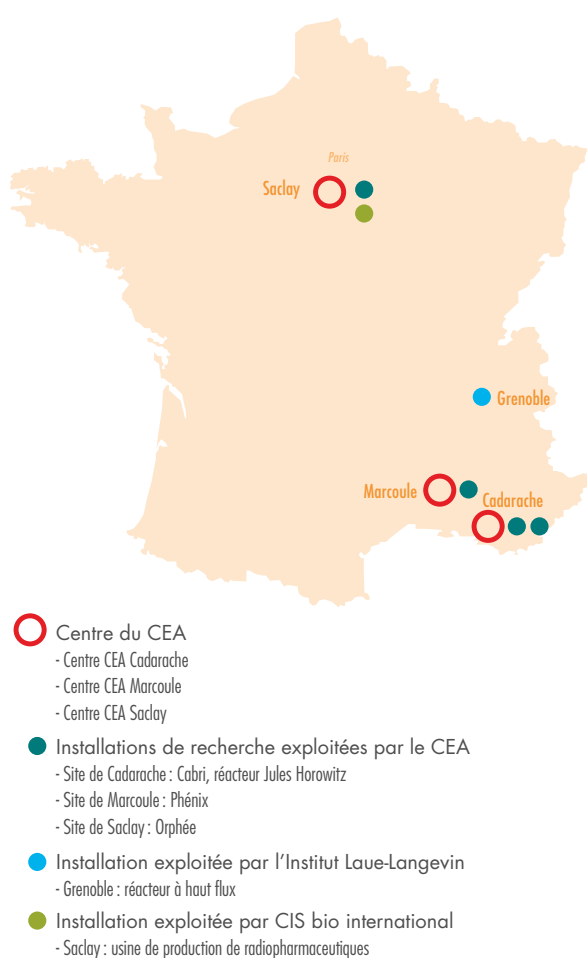 Paris
Saclay
Grenoble
Marcoule
Cadarache
Centre du CEA
- Centre CEA Cadarache
- Centre CEA Marcoule
- Centre CEA Saclay
Installations de recherche exploitées par le CEA
- Site de Cadarache : Cabri, réacteur Jules Horowitz
- Site de Marcoule : Phénix
- Site de Saclay : Orphée
Installation exploitée par l'Institut Laue-Langevin
- Grenoble : réacteur à haut flux
Installation exploitée par CIS bio international
- Saclay : usine de production de radiopharmaceutiques